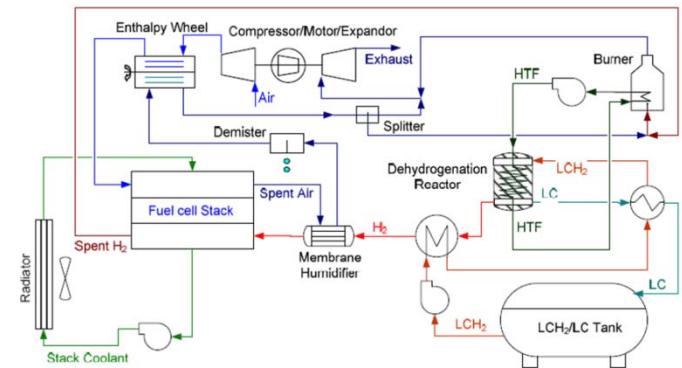 Enthalpy Wheel
Compressor/Motor/Expandor
Exhaust
Burner
HTF
Air
Splitter
Demister
Dehydrogenation
Reactor
LCH₂
LC
Spent Air
Fuel cell Stack
H₂
HTF
Spent H₂
Membrane
Humidifier
Radiator
LC
LCH₂
LCH₂/LC Tank
Stack Coolant